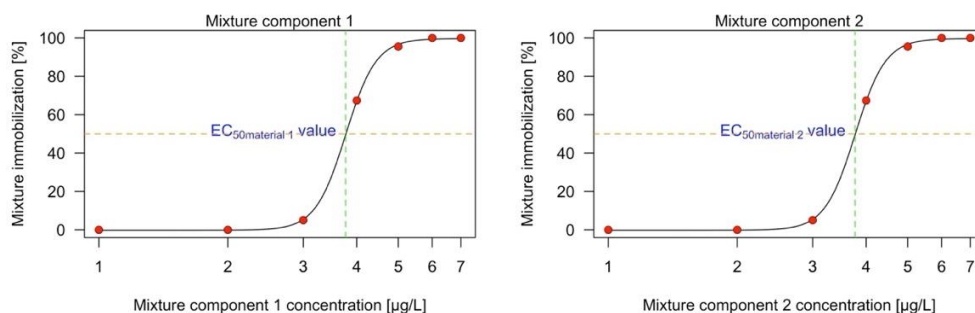 Mixture component 1
Mixture immobilization [%]
100
80
60
40
20
0
EC50material 1 value
1 2 3 4 5 6 7
Mixture component 1 concentration [µg/L]
Mixture component 2
Mixture immobilization [%]
100
80
60
40
20
0
EC50material 2 value
1 2 3 4 5 6 7
Mixture component 2 concentration [µg/L]